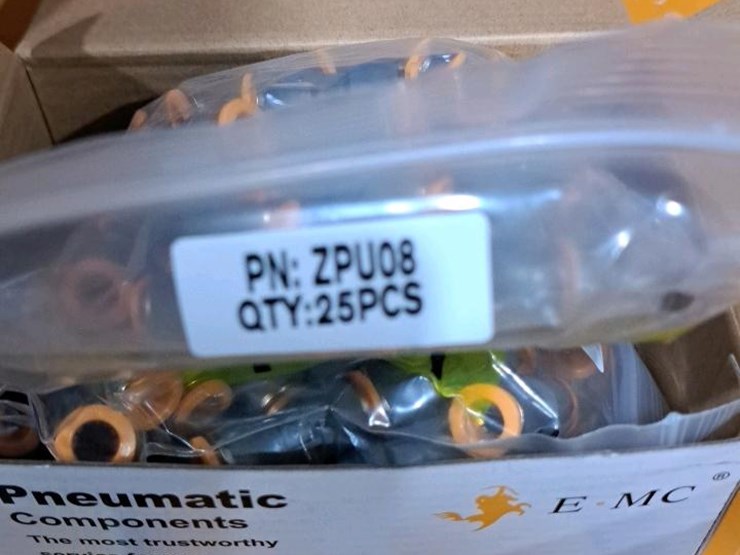 PN: ZPU08
QTY:25PCS
Pneumatic
Components
The most trustworthy
E·MC ®